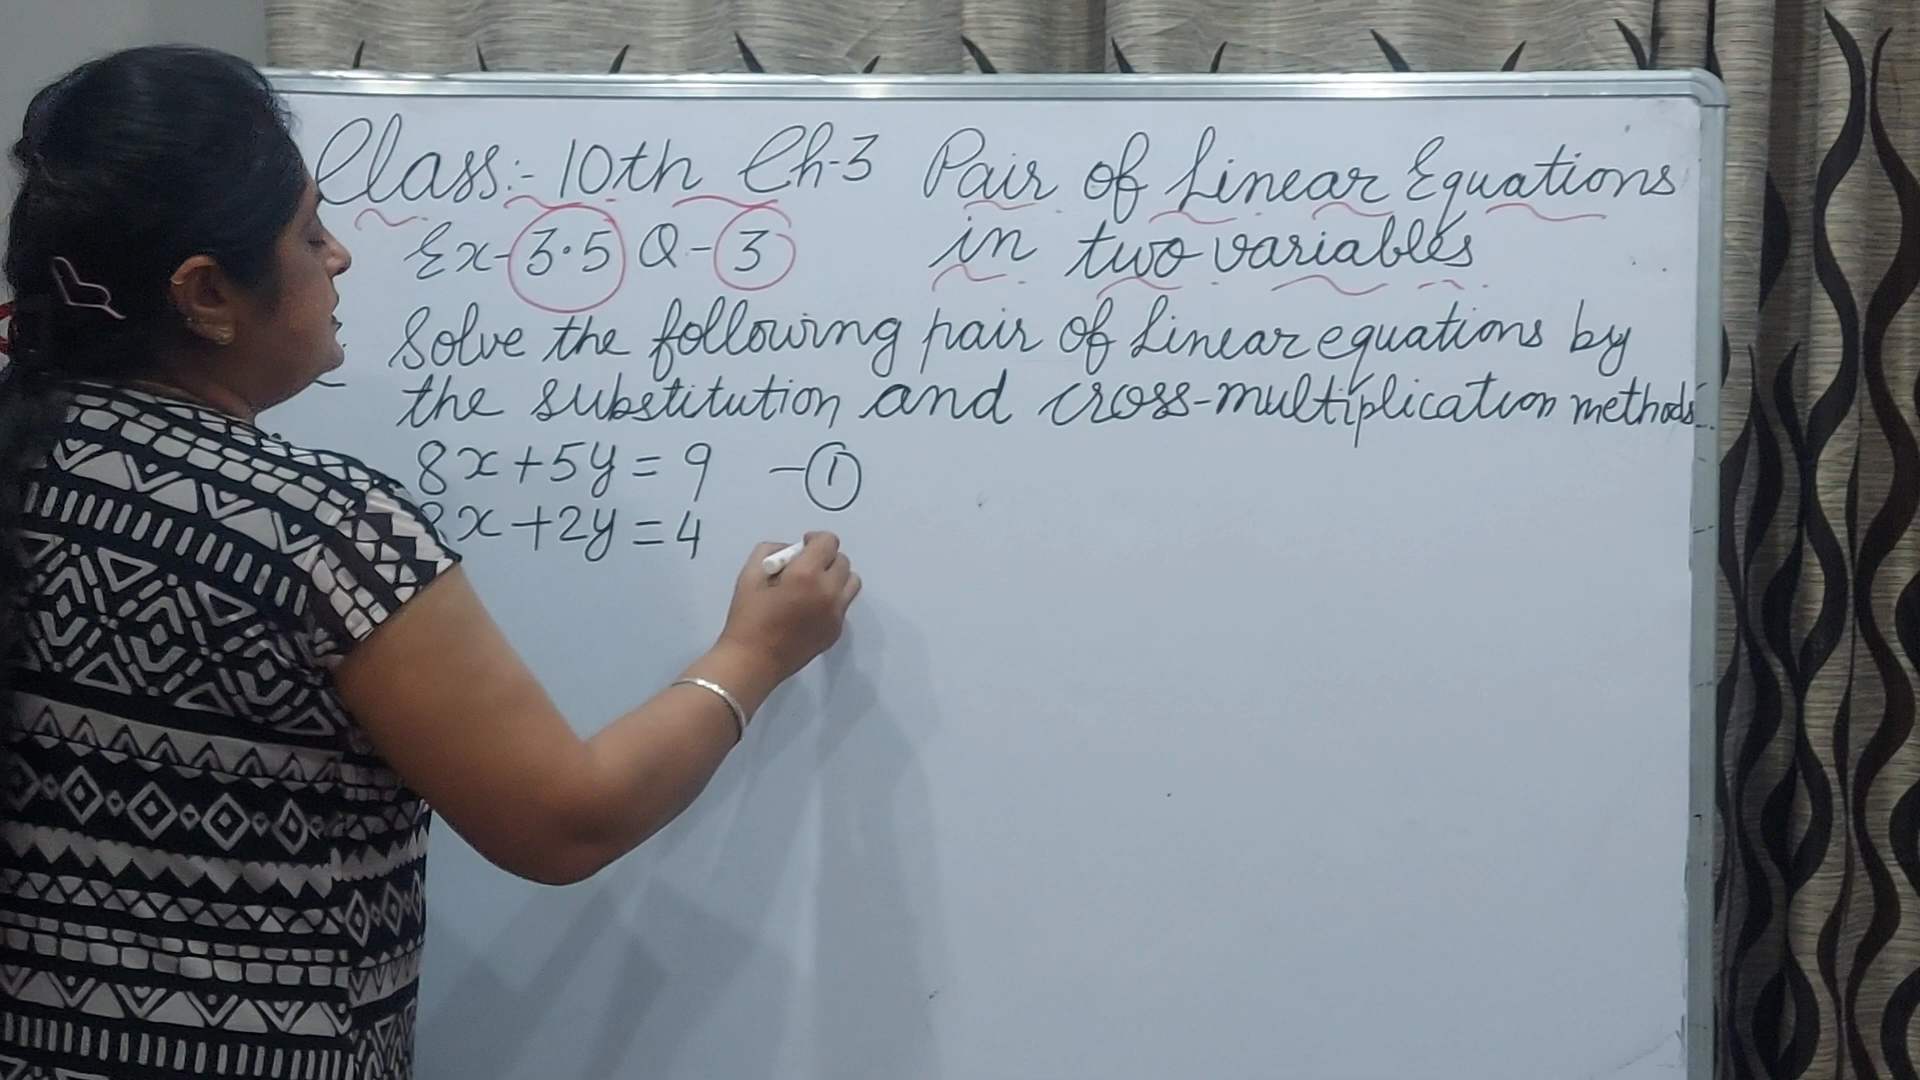 Class:- 10th Ch-3 Pair of Linear Equations
Ex-3.5 Q-3 in two variables
Solve the following pair of linear equations by
the substitution and cross-multiplication methods:-
8x+5y=9 -①
x+2y=4